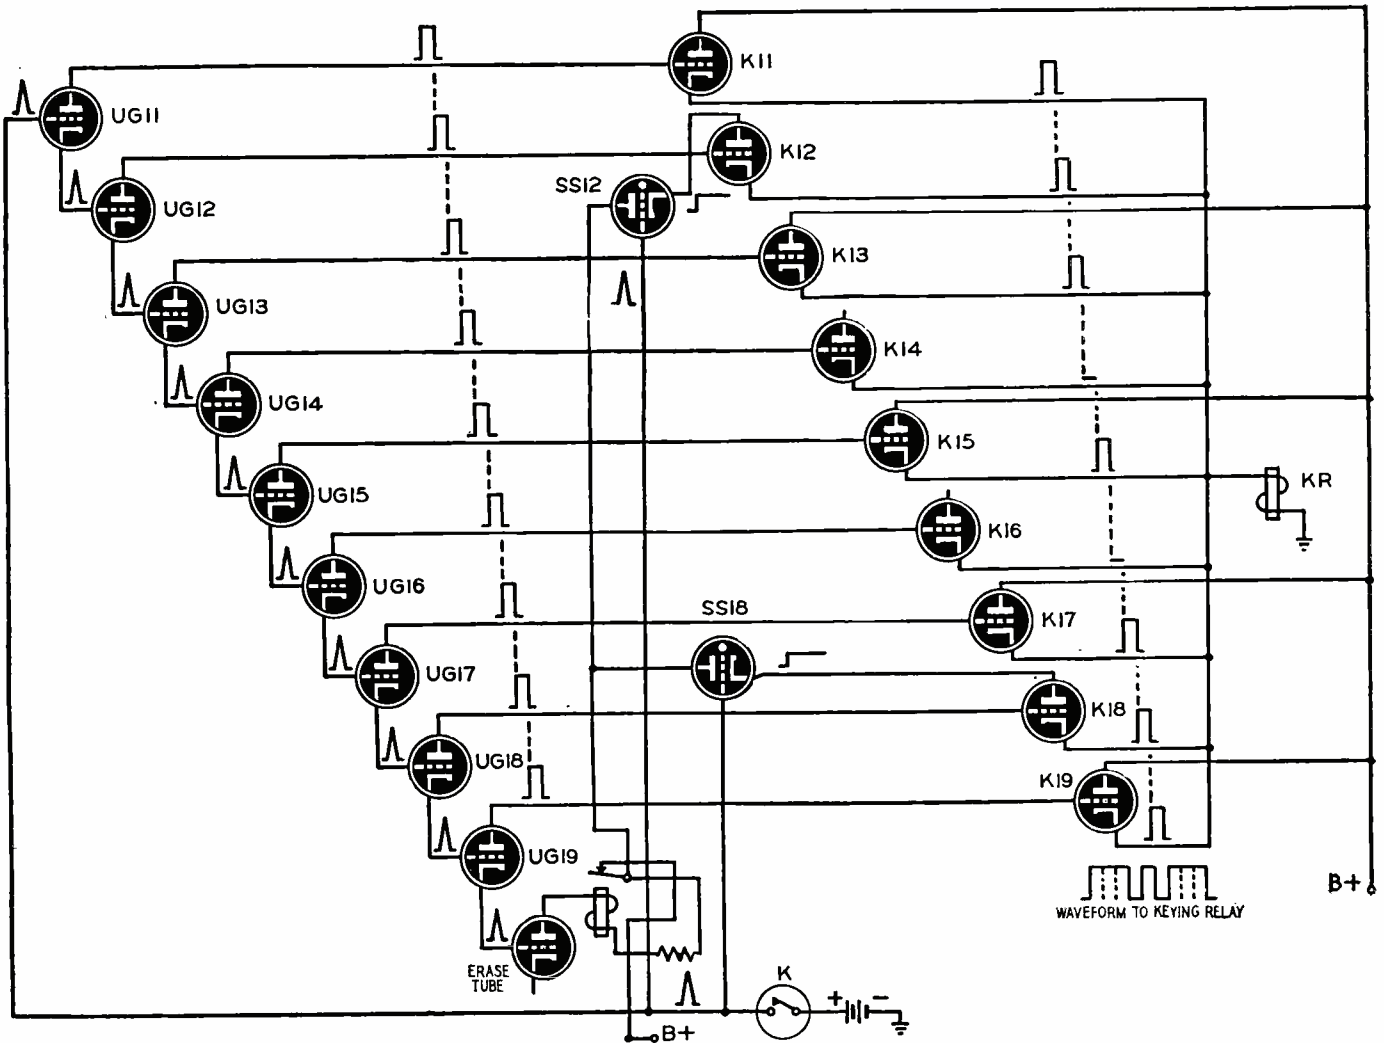 K11
UG11
K12
SS12
UG12
K13
UG13
K14
UG14
K15
UG15
KR
K16
UG16
SS18
K17
UG17
K18
UG18
K19
UG19
B+
WAVEFORM TO KEYING RELAY
ERASE
TUBE
K
+ −
B+